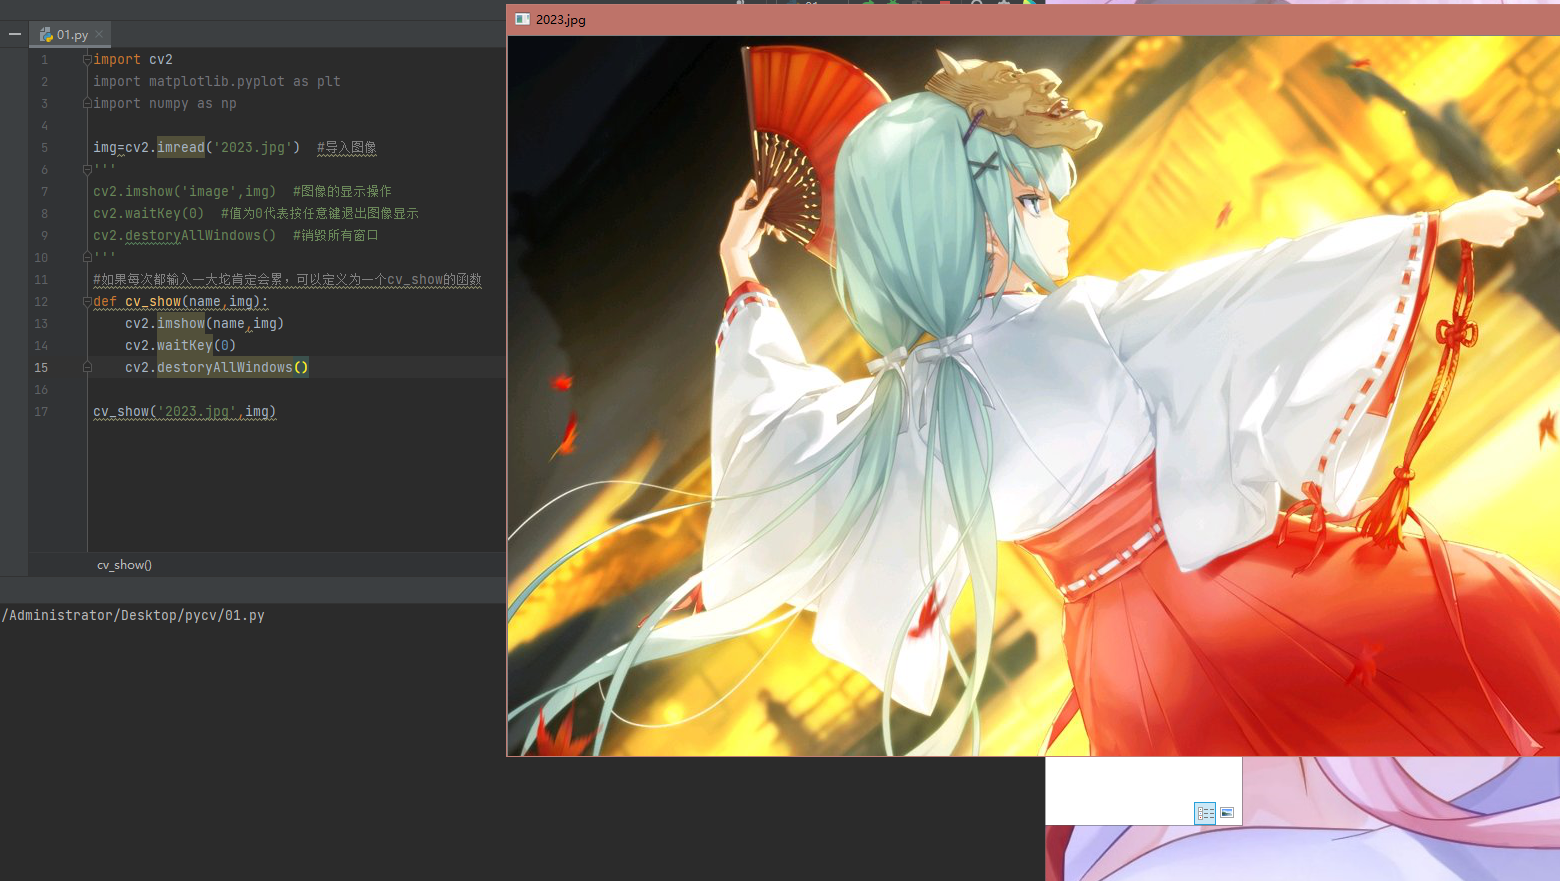 01.py
2023.jpg
1 import cv2
2 import matplotlib.pyplot as plt
3 import numpy as np
4
5 img=cv2.imread('2023.jpg')  #导入图像
6 '''
7 cv2.imshow('image',img)  #图像的显示操作
8 cv2.waitKey(0)  #值为0代表按任意键退出图像显示
9 cv2.destoryAllWindows()  #销毁所有窗口
10 '''
11 #如果每次都输入一大坨肯定会累，可以定义为一个cv_show的函数
12 def cv_show(name,img):
13     cv2.imshow(name,img)
14     cv2.waitKey(0)
15     cv2.destoryAllWindows()
16
17 cv_show('2023.jpg',img)
cv_show()
/Administrator/Desktop/pycv/01.py